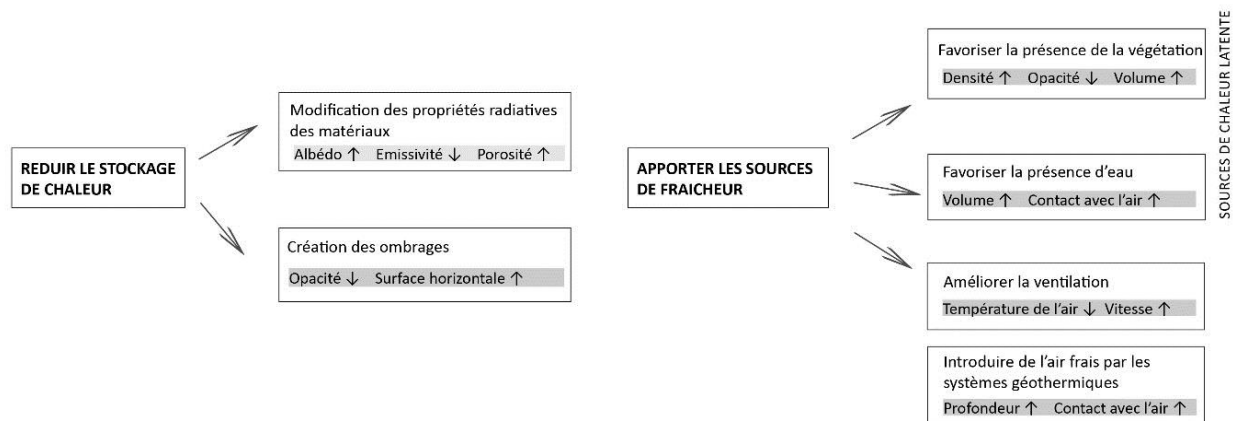 REDUIR LE STOCKAGE
DE CHALEUR
Modification des propriétés radiatives
des matériaux
Albédo ↑ Emissivité ↓ Porosité ↑
Création des ombrages
Opacité ↓ Surface horizontale ↑
APPORTER LES SOURCES
DE FRAICHEUR
Favoriser la présence de la végétation
Densité ↑ Opacité ↓ Volume ↑
Favoriser la présence d'eau
Volume ↑ Contact avec l'air ↑
Améliorer la ventilation
Température de l'air ↓ Vitesse ↑
Introduire de l'air frais par les
systèmes géothermiques
Profondeur ↑ Contact avec l'air ↑
SOURCES DE CHALEUR LATENTE